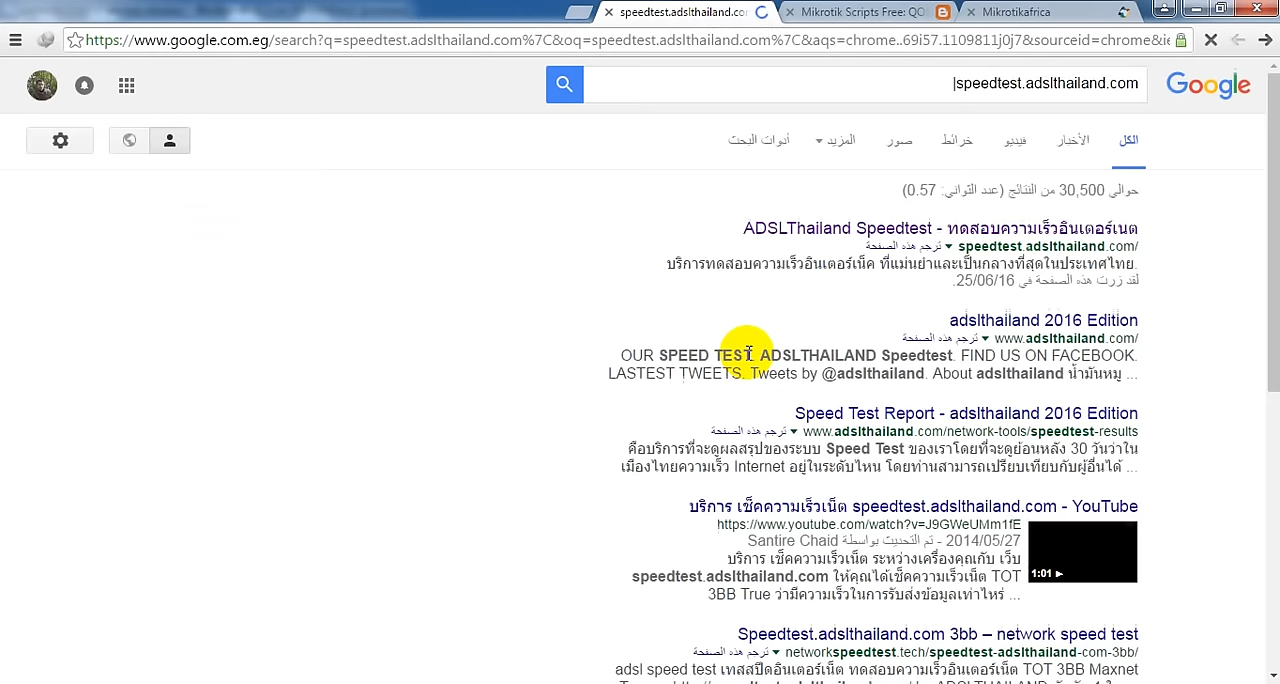 speedtest.adslthailand.co
Mikrotik Scripts Free: QO
Mikrotikafrica
https://www.google.com.eg/search?q=speedtest.adslthailand.com%7C&oq=speedtest.adslthailand.com%7C&aqs=chrome..69i57.1109811j0j7&sourceid=chrome&ie
|speedtest.adslthailand.com
Google
الكل الأخبار فيديو خرائط صور المزيد أدوات البحث
حوالي 30,500 من النتائج (عدد الثواني: 0.57)
ADSLThailand Speedtest - ทดสอบความเร็วอินเตอร์เนต
speedtest.adslthailand.com/ ترجم هذه الصفحة
บริการทดสอบความเร็วอินเตอร์เน็ค ที่แม่นยำและเป็นกลางที่สุดในประเทศไทย.
لقد زرت هذه الصفحة في 25/06/16.
adslthailand 2016 Edition
www.adslthailand.com/ ترجم هذه الصفحة
OUR SPEED TEST. ADSLTHAILAND Speedtest. FIND US ON FACEBOOK.
LASTEST TWEETS. Tweets by @adslthailand. About adslthailand น้ำมันหมู ...
Speed Test Report - adslthailand 2016 Edition
www.adslthailand.com/network-tools/speedtest-results ترجم هذه الصفحة
คือบริการที่จะดูผลสรุปของระบบ Speed Test ของเราโดยที่จะดูย้อนหลัง 30 วันว่าใน
เมืองไทยความเร็ว Internet อยู่ในระดับไหน โดยท่านสามารถเปรียบเทียบกับผู้อื่นได้ ...
บริการ เช็คความเร็วเน็ต speedtest.adslthailand.com - YouTube
https://www.youtube.com/watch?v=J9GWeUMm1fE
27/05/2014 - تم التحديث بواسطة Santire Chaid
บริการ เช็คความเร็วเน็ต ระหว่างเครื่องคุณกับ เว็บ
speedtest.adslthailand.com ให้คุณได้เช็คความเร็วเน็ต TOT
3BB True ว่ามีความเร็วในการรับส่งข้อมูลเท่าไหร่ ...
1:01
Speedtest.adslthailand.com 3bb – network speed test
networkspeedtest.tech/speedtest-adslthailand-com-3bb/ ترجم هذه الصفحة
adsl speed test เทสสปีดอินเตอร์เน็ต ทดสอบความเร็วอินเตอร์เน็ต TOT 3BB Maxnet